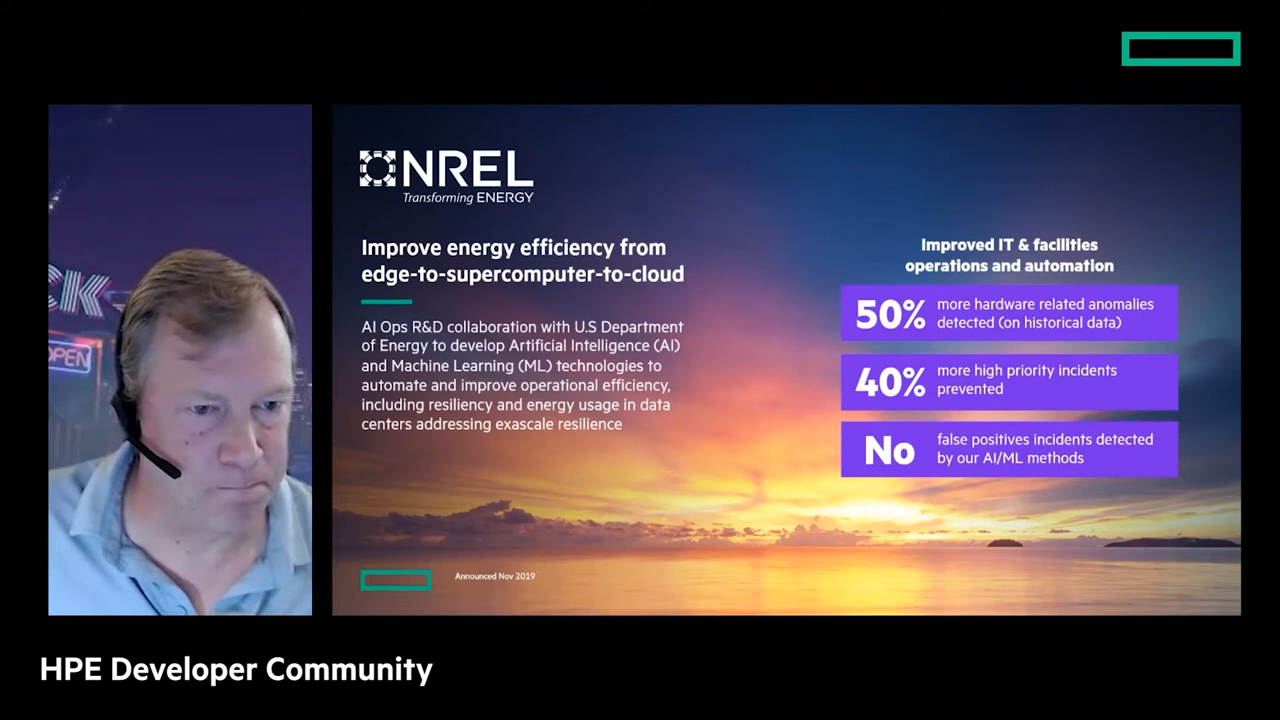 CK
OPEN
NREL
Transforming ENERGY
Improve energy efficiency from
edge-to-supercomputer-to-cloud
AI Ops R&D collaboration with U.S Department
of Energy to develop Artificial Intelligence (AI)
and Machine Learning (ML) technologies to
automate and improve operational efficiency,
including resiliency and energy usage in data
centers addressing exascale resilience
Announced Nov 2019
Improved IT & facilities
operations and automation
50%
more hardware related anomalies
detected (on historical data)
40%
more high priority incidents
prevented
No
false positives incidents detected
by our AI/ML methods
HPE Developer Community